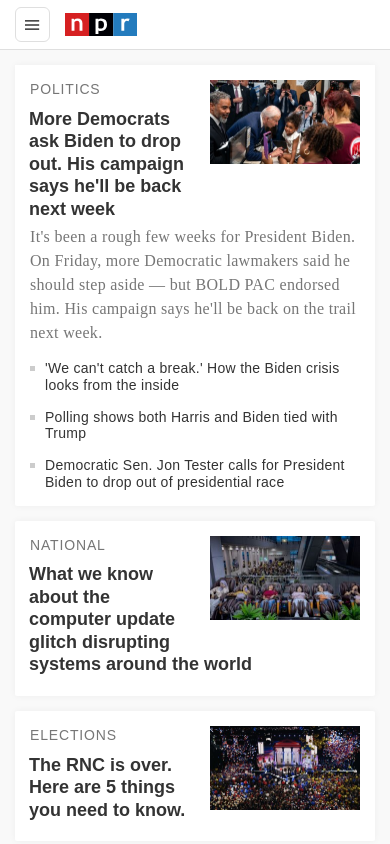 npr
POLITICS
More Democrats
ask Biden to drop
out. His campaign
says he'll be back
next week
It's been a rough few weeks for President Biden.
On Friday, more Democratic lawmakers said he
should step aside — but BOLD PAC endorsed
him. His campaign says he'll be back on the trail
next week.
'We can't catch a break.' How the Biden crisis
looks from the inside
Polling shows both Harris and Biden tied with
Trump
Democratic Sen. Jon Tester calls for President
Biden to drop out of presidential race
NATIONAL
What we know
about the
computer update
glitch disrupting
systems around the world
ELECTIONS
The RNC is over.
Here are 5 things
you need to know.